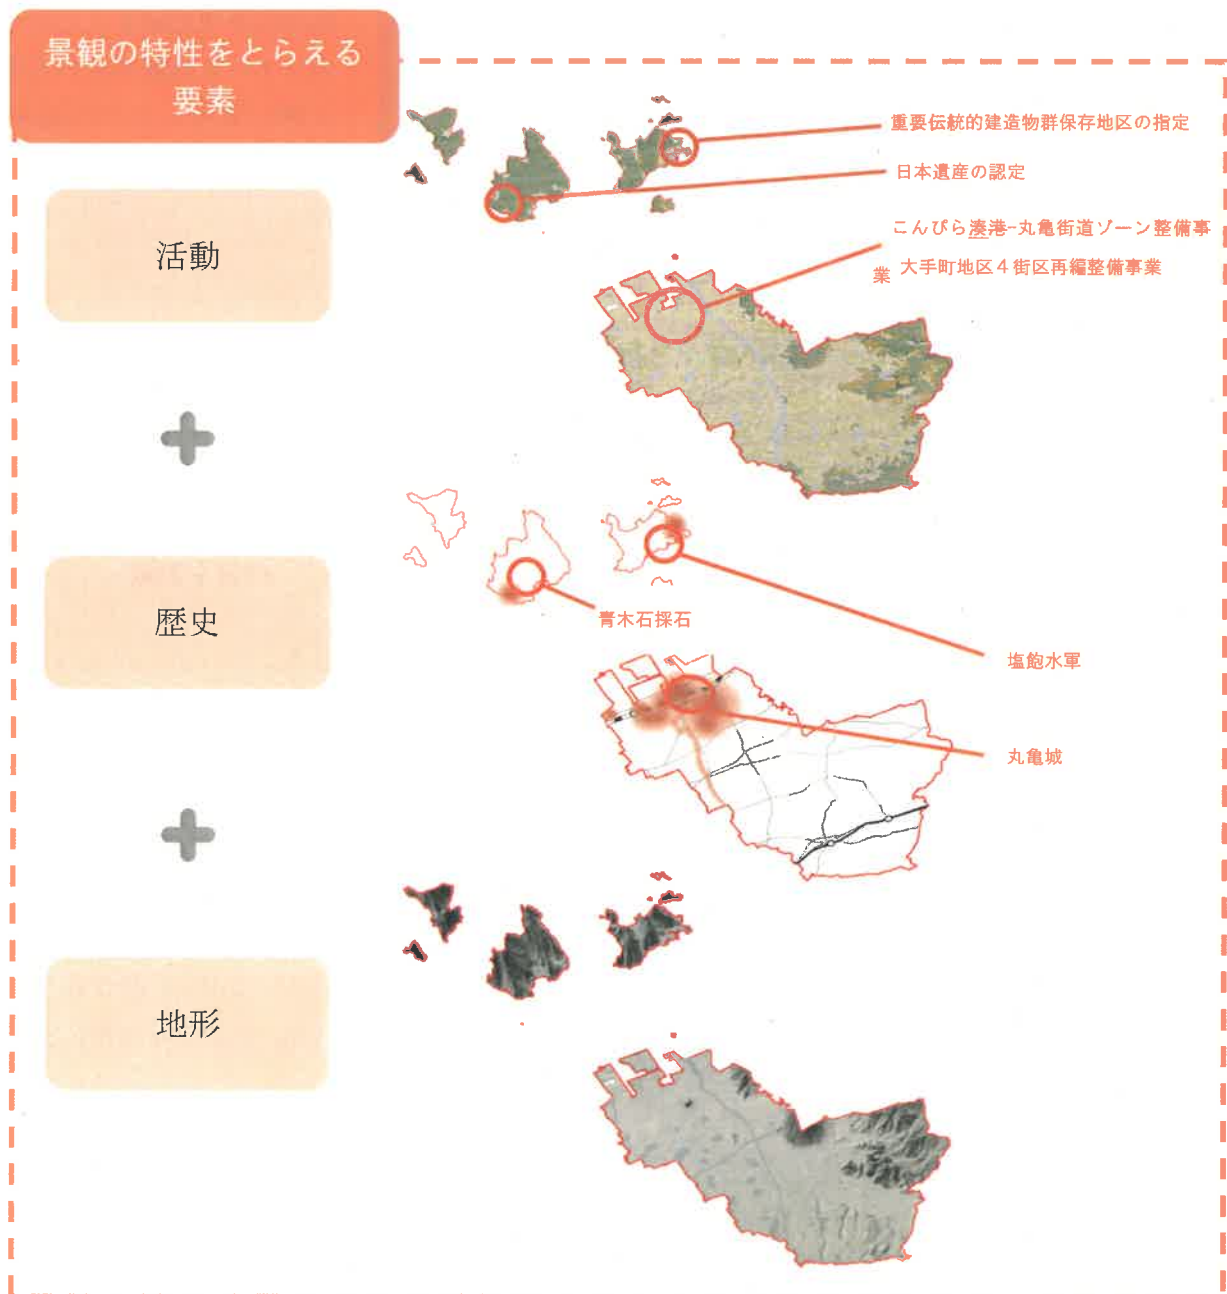 景観の特性をとらえる
要素
重要伝統的建造物群保存地区の指定
日本遺産の認定
活動
こんぴら湊港-丸亀街道ゾーン整備事
業 大手町地区4街区再編整備事業
歴史
青木石採石
塩飽水軍
丸亀城
地形